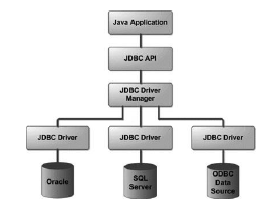 Java Application
JDBC API
JDBC Driver
Manager
JDBC Driver
JDBC Driver
JDBC Driver
Oracle
SQL
Server
ODBC
Data
Source